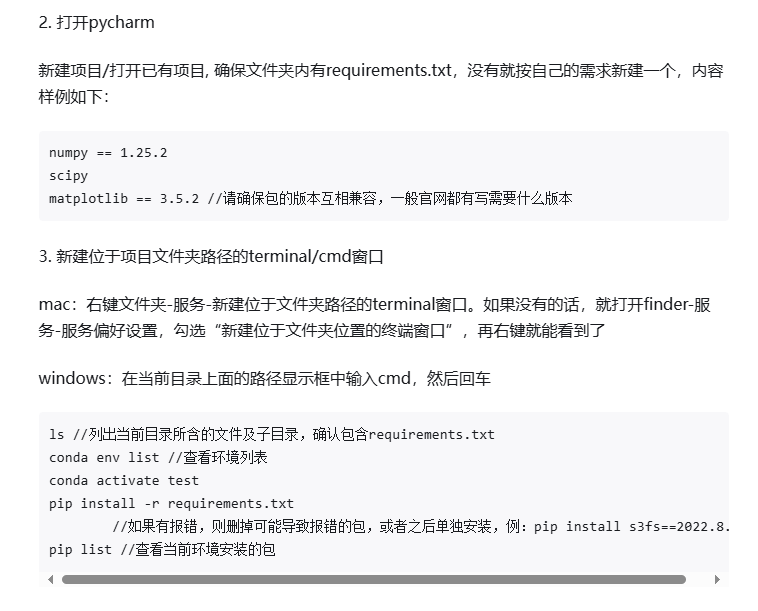 2. 打开pycharm
新建项目/打开已有项目, 确保文件夹内有requirements.txt，没有就按自己的需求新建一个，内容
样例如下：
numpy == 1.25.2
scipy
matplotlib == 3.5.2 //请确保包的版本互相兼容，一般官网都有写需要什么版本
3. 新建位于项目文件夹路径的terminal/cmd窗口
mac：右键文件夹-服务-新建位于文件夹路径的terminal窗口。如果没有的话，就打开finder-服
务-服务偏好设置，勾选“新建位于文件夹位置的终端窗口”，再右键就能看到了
windows：在当前目录上面的路径显示框中输入cmd，然后回车
ls //列出当前目录所含的文件及子目录，确认包含requirements.txt
conda env list //查看环境列表
conda activate test
pip install -r requirements.txt
//如果有报错，则删掉可能导致报错的包，或者之后单独安装，例：pip install s3fs==2022.8.
pip list //查看当前环境安装的包